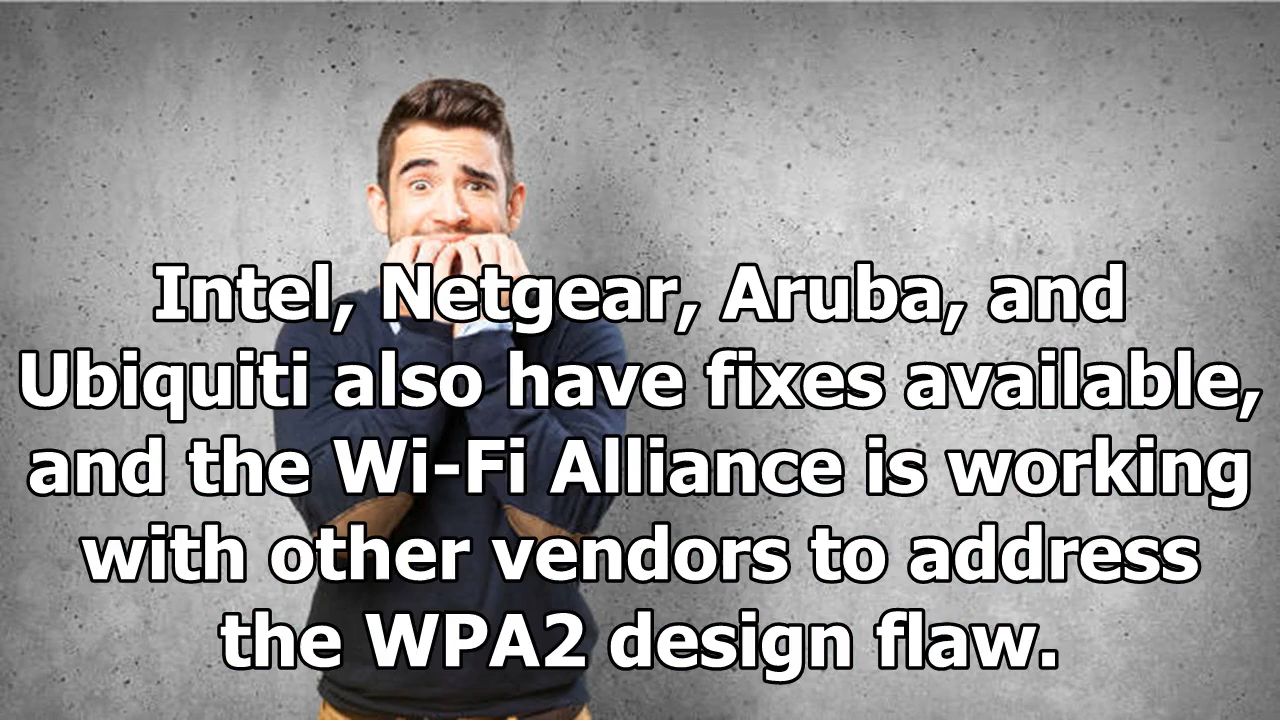 Intel, Netgear, Aruba, and
Ubiquiti also have fixes available,
and the Wi-Fi Alliance is working
with other vendors to address
the WPA2 design flaw.